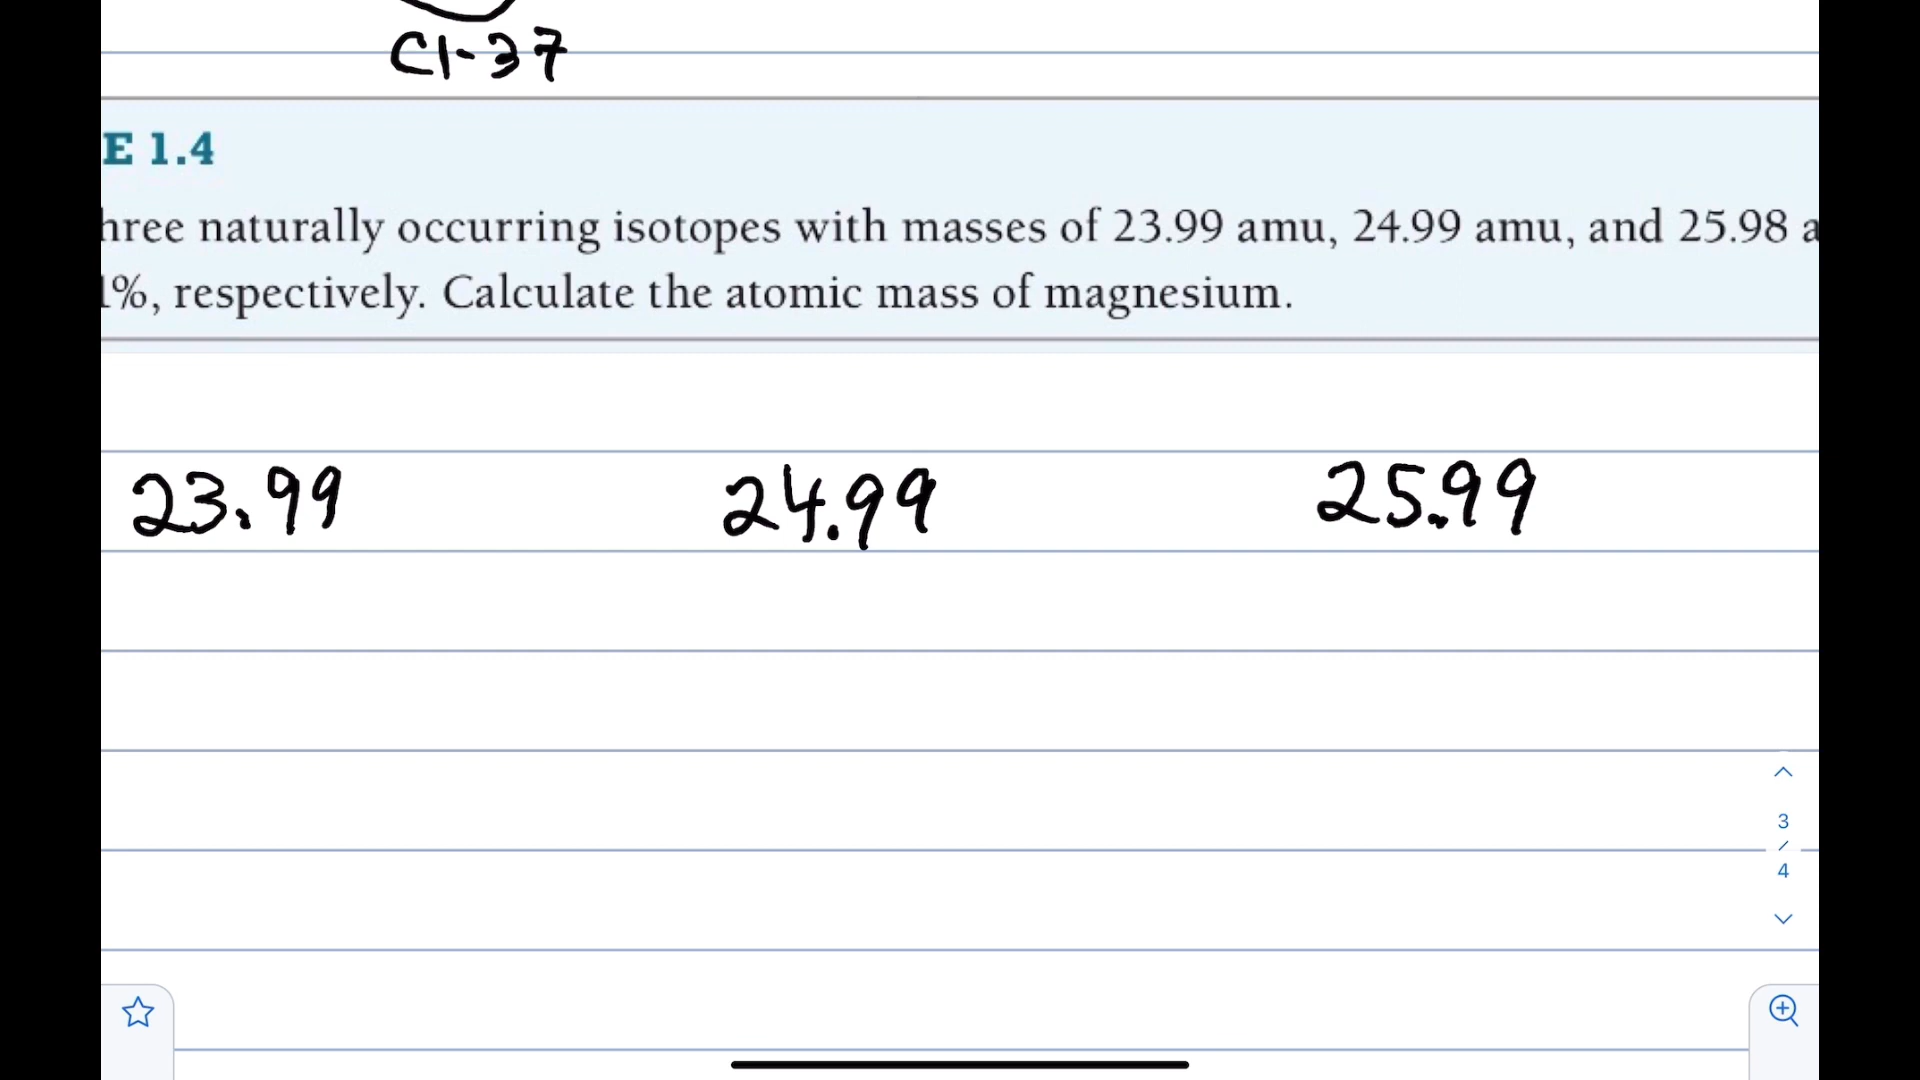 Cl-37
E 1.4
hree naturally occurring isotopes with masses of 23.99 amu, 24.99 amu, and 25.98 a
1%, respectively. Calculate the atomic mass of magnesium.
23.99 24.99 25.99
3
/
4